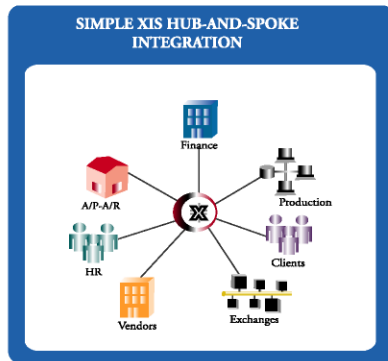 SIMPLE XIS HUB-AND-SPOKE
INTEGRATION
Finance
A/P-A/R
Production
X
HR
Clients
Vendors
Exchanges